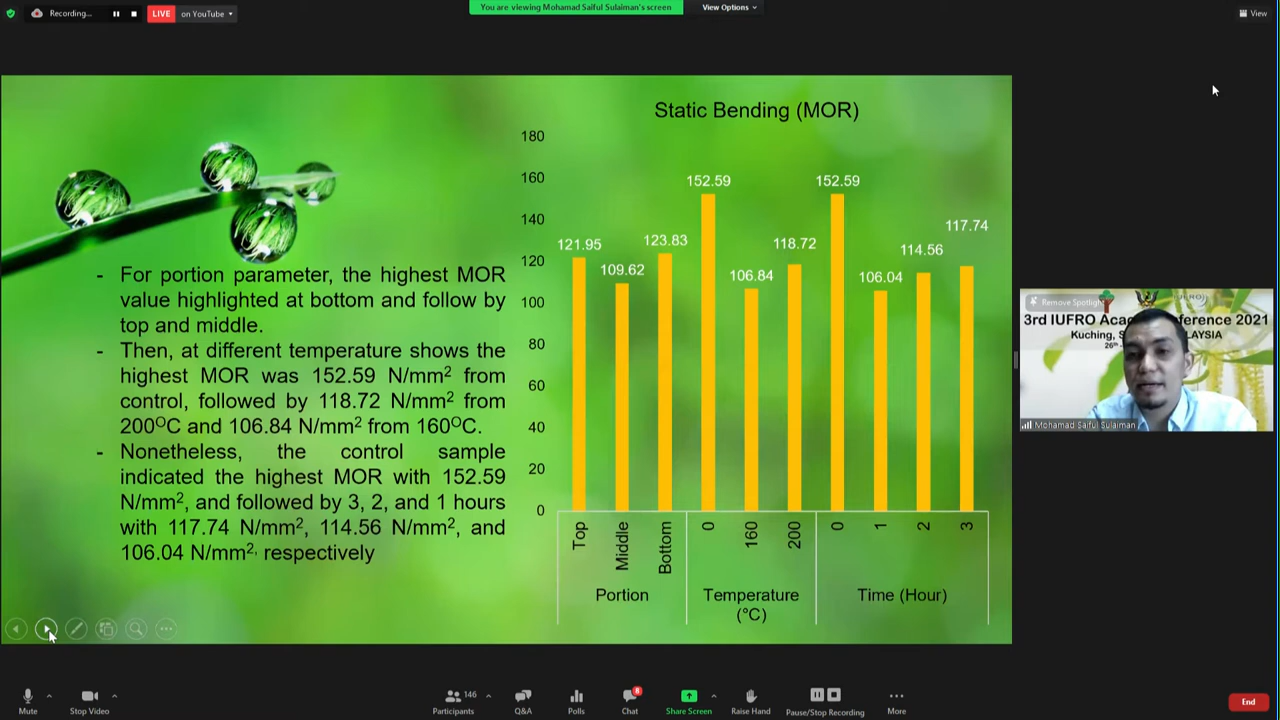 Recording...
LIVE
on YouTube
You are viewing Mohamad Saiful Sulaiman's screen
View Options
View
Static Bending (MOR)
180
160
140
120
100
80
60
40
20
0
121.95
109.62
123.83
152.59
106.84
118.72
152.59
106.04
114.56
117.74
Top
Middle
Bottom
0
160
200
0
1
2
3
Portion
Temperature
(°C)
Time (Hour)
- For portion parameter, the highest MOR
value highlighted at bottom and follow by
top and middle.
- Then, at different temperature shows the
highest MOR was 152.59 N/mm² from
control, followed by 118.72 N/mm² from
200ᴼC and 106.84 N/mm² from 160ᴼC.
- Nonetheless, the control sample
indicated the highest MOR with 152.59
N/mm², and followed by 3, 2, and 1 hours
with 117.74 N/mm², 114.56 N/mm², and
106.04 N/mm², respectively
Remove Spotlight
3rd IUFRO Aca ference 2021
Kuching, S LAYSIA
26th
Mohamad Saiful Sulaiman
Mute
Stop Video
146
Participants
Q&A
Polls
8
Chat
Share Screen
Raise Hand
Pause/Stop Recording
More
End